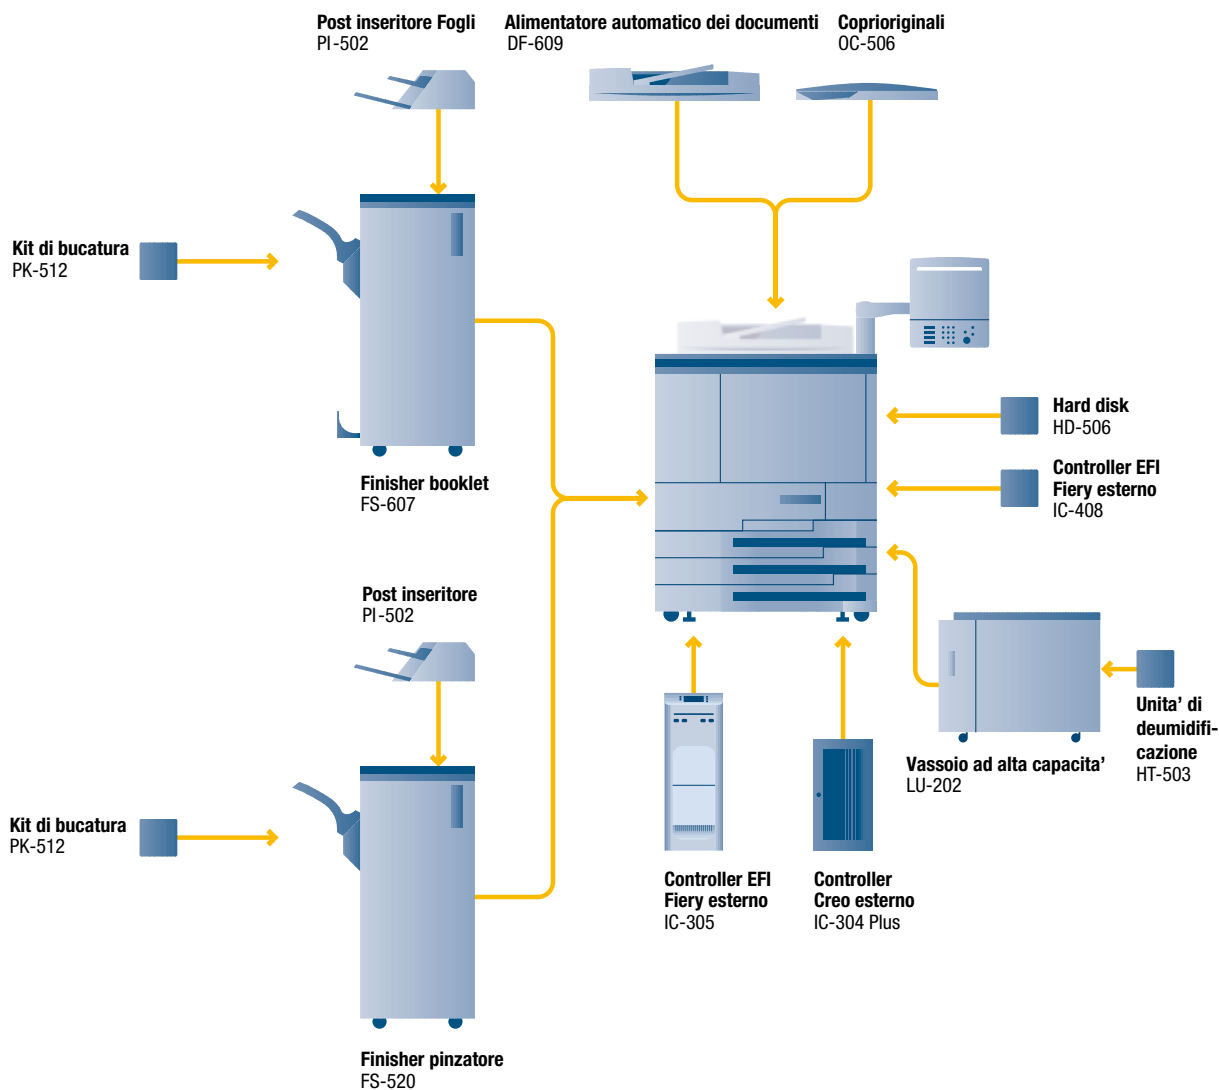 Post inseritore Fogli
PI-502
Alimentatore automatico dei documenti
DF-609
Coprioriginali
OC-506
Kit di bucatura
PK-512
Finisher booklet
FS-607
Hard disk
HD-506
Controller EFI
Fiery esterno
IC-408
Post inseritore
PI-502
Unita’ di
deumidifi-
cazione
HT-503
Vassoio ad alta capacita’
LU-202
Kit di bucatura
PK-512
Controller EFI
Fiery esterno
IC-305
Controller
Creo esterno
IC-304 Plus
Finisher pinzatore
FS-520